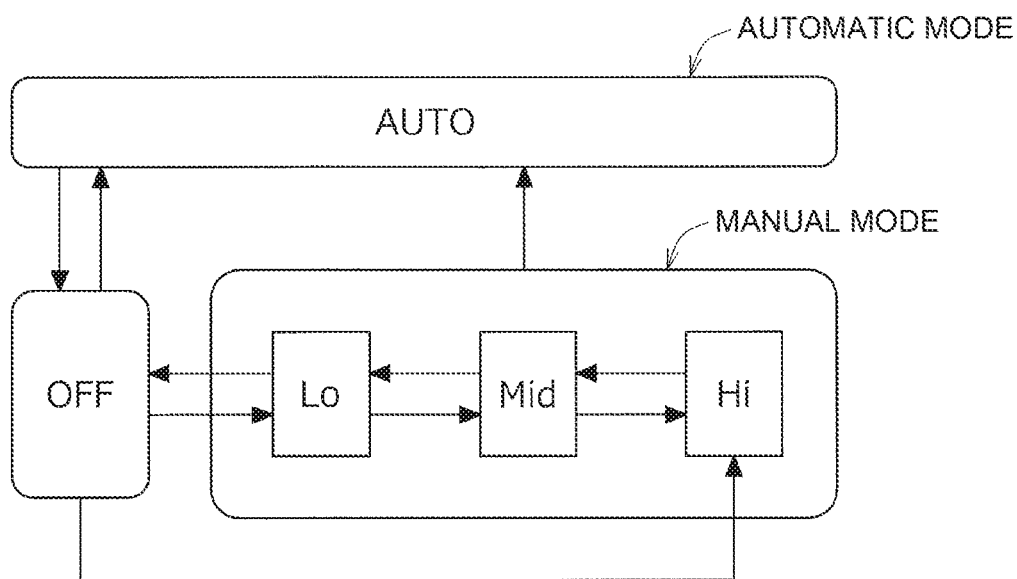 AUTOMATIC MODE
AUTO
MANUAL MODE
OFF
Lo
Mid
Hi